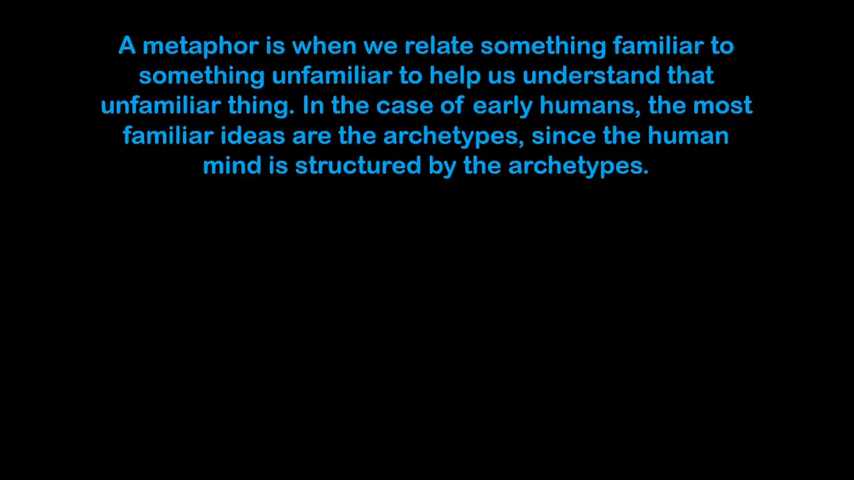 A metaphor is when we relate something familiar to
something unfamiliar to help us understand that
unfamiliar thing. In the case of early humans, the most
familiar ideas are the archetypes, since the human
mind is structured by the archetypes.